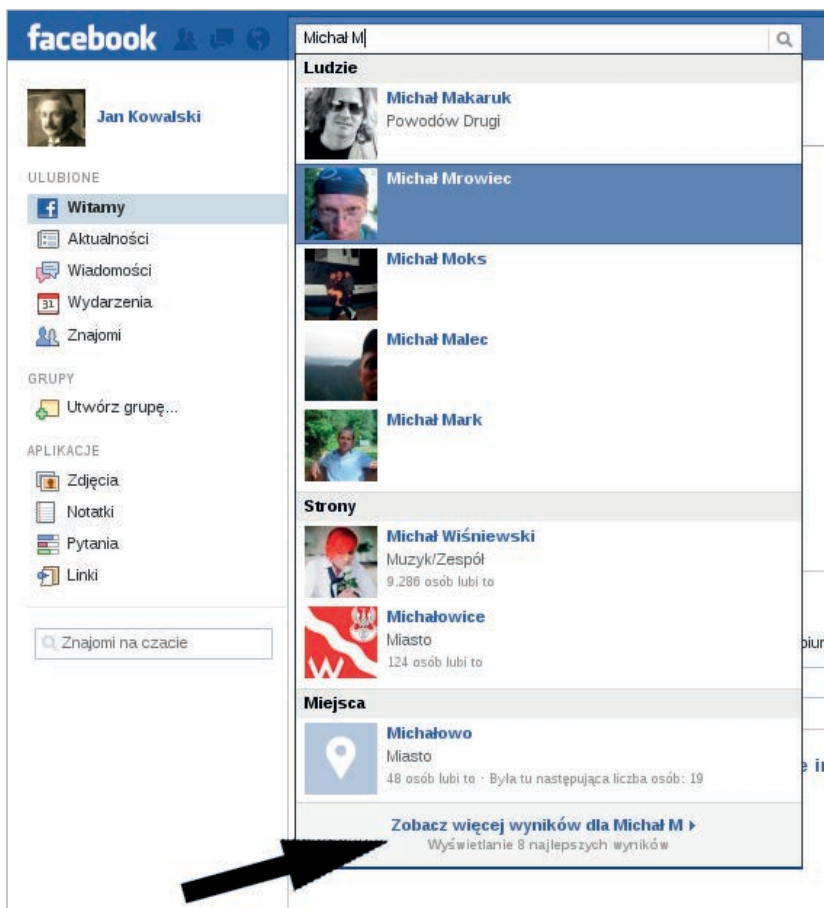 facebook
Michał M
Jan Kowalski
ULUBIONE
Witamy
Aktualności
Wiadomości
31
Wydarzenia
Znajomi
GRUPY
Utwórz grupę...
APLIKACJE
Zdjęcia
Notatki
Pytania
Linki
Znajomi na czacie
Ludzie
Michał Makaruk
Powodów Drugi
Michał Mrowiec
Michał Moks
Michał Malec
Michał Mark
Strony
Michał Wiśniewski
Muzyk/Zespół
9.286 osób lubi to
Michałowice
Miasto
124 osób lubi to
Miejsca
Michałowo
Miasto
48 osób lubi to · Była tu następująca liczba osób: 19
Zobacz więcej wyników dla Michał M
Wyświetlanie 8 najlepszych wyników